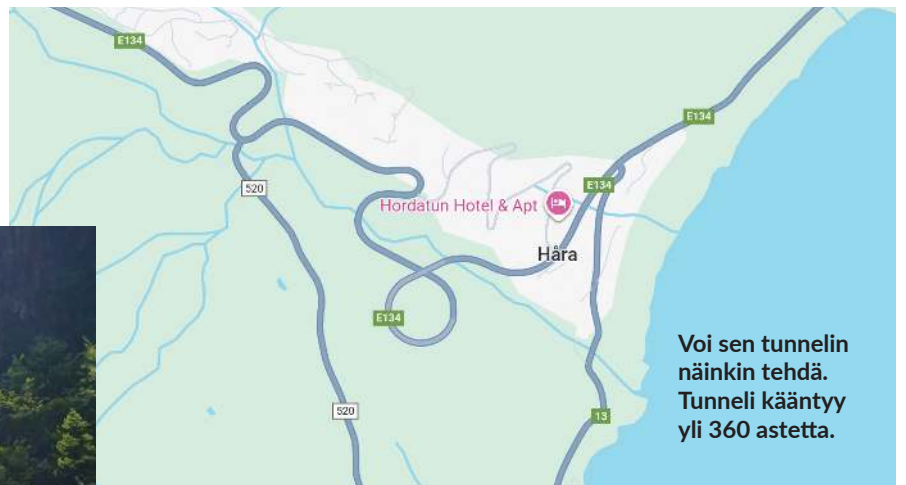 E134
E134
520
E134
Hordatun Hotel & Apt
Håra
E134
520
13
Voi sen tunnelin
näinkin tehdä.
Tunneli kääntyy
yli 360 astetta.